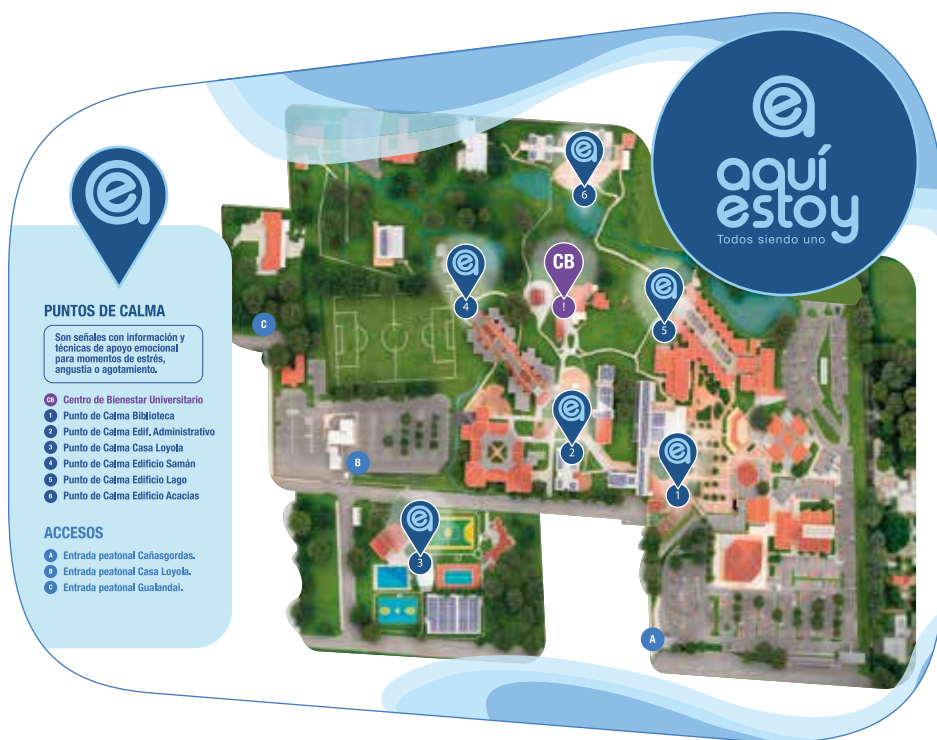 aquí
estoy
Todos siendo uno
PUNTOS DE CALMA
Son señales con información y
técnicas de apoyo emocional
para momentos de estrés,
angustia o agotamiento.
CB Centro de Bienestar Universitario
1 Punto de Calma Biblioteca
2 Punto de Calma Edif. Administrativo
3 Punto de Calma Casa Loyola
4 Punto de Calma Edificio Samán
5 Punto de Calma Edificio Lago
6 Punto de Calma Edificio Acacias
ACCESOS
A Entrada peatonal Cañasgordas.
B Entrada peatonal Casa Loyola.
C Entrada peatonal Gualandai.
6
CB
!
4
5
C
2
B
1
3
A